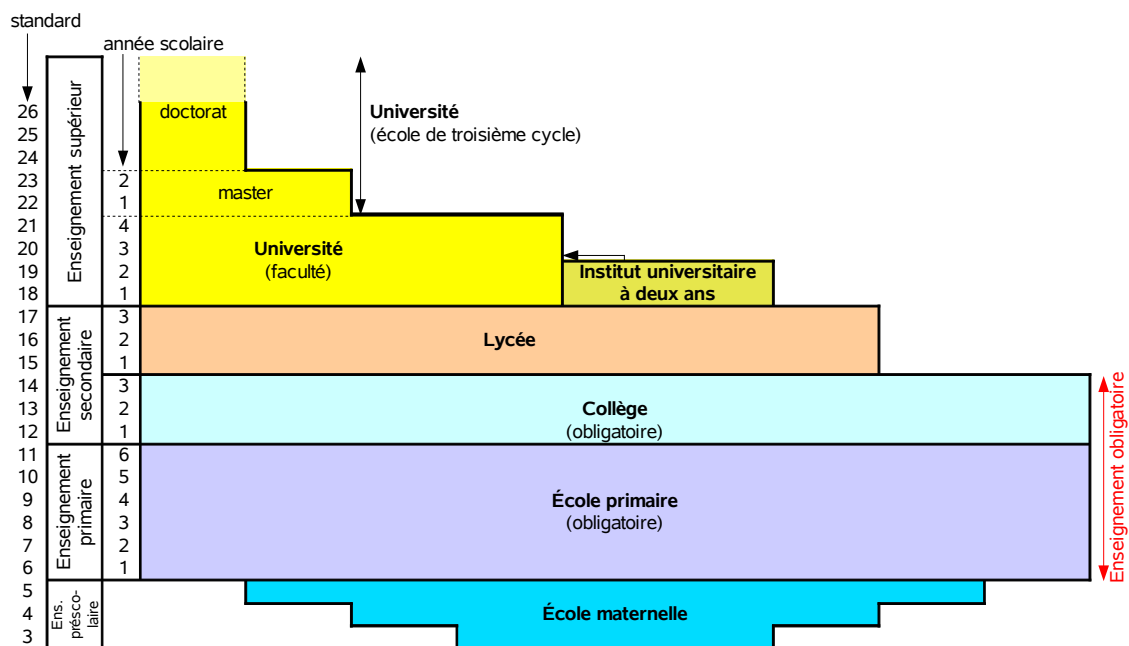 standard
année scolaire
26
25
24
23
22
21
20
19
18
17
16
15
14
13
12
11
10
9
8
7
6
5
4
3
Enseignement supérieur
Enseignement
secondaire
Enseignement
primaire
Ens.
présco-
laire
2
1
4
3
2
1
3
2
1
3
2
1
6
5
4
3
2
1
doctorat
Université
(école de troisième cycle)
master
Université
(faculté)
Institut universitaire
à deux ans
Lycée
Collège
(obligatoire)
École primaire
(obligatoire)
École maternelle
Enseignement obligatoire